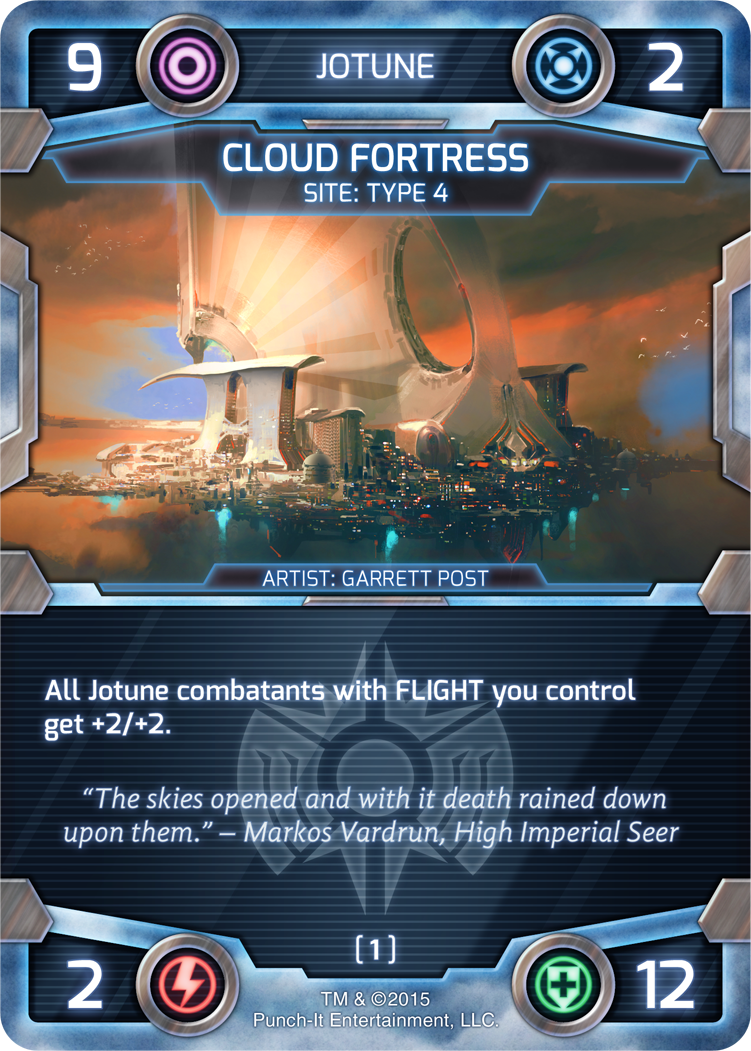 9 JOTUNE 2
CLOUD FORTRESS
SITE: TYPE 4
ARTIST: GARRETT POST
All Jotune combatants with FLIGHT you control
get +2/+2.
“The skies opened and with it death rained down
upon them.” – Markos Vardrun, High Imperial Seer
[1]
2 12
TM & ©2015
Punch-It Entertainment, LLC.